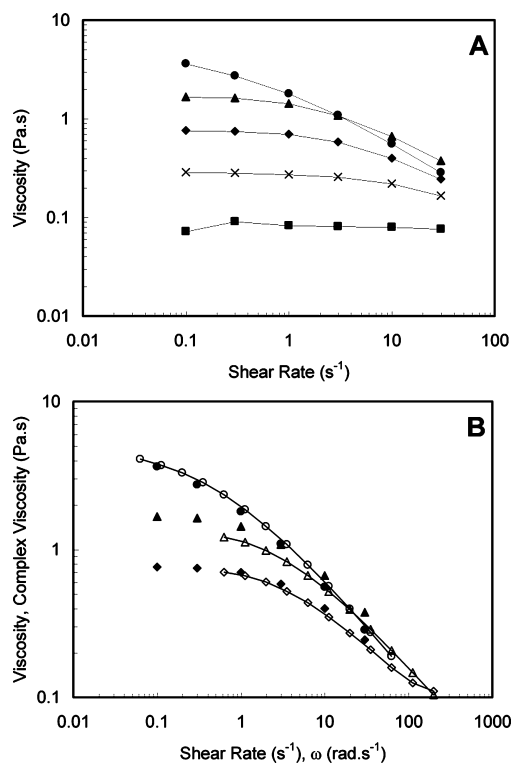 A
10
1
0.1
0.01
Viscosity (Pa.s)
0.01 0.1 1 10 100
Shear Rate (s⁻¹)
B
10
1
0.1
Viscosity, Complex Viscosity (Pa.s)
0.01 0.1 1 10 100 1000
Shear Rate (s⁻¹), ω (rad.s⁻¹)